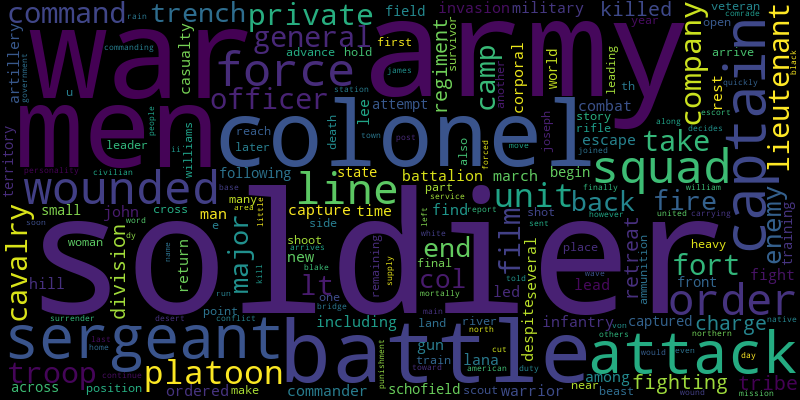 command trench private field invasion military killed veteran
comrade
rain
commanding
artillery
government
war army
casualty
general first
advance hold
force
officer
u
james
station
regiment
survivor
camp
another
corporal
world
leading
year
th
open
company
rest
arrive
quickly
captain
lieutenant
black
escort
decides
along
men colonel
lee
attempt
combat
story
rifle
escape
joined
take
squad
death
town
post
move
also
forced
joseph
reach
later
leader
people
ii
civilian
personality
williams
territory
following
state
battalion
march
begin
finally
william
wounded
line
unit
back
fire
enemy
training
base
many
area
little
part
service
find
report
left
shot
sent
however
united
carrying
heavy
small
john
cross
man
e
capture time
side
film
several
place
cavalry
soldier
woman
word
dy
soon
division
return
name
major
shoot
new
arrives
kill
blake
run
lt
one
bridge
remaining
supply
white
told
end
final
col
led
despite
mortally
main
retreat
ammunition
lead
front
fort
fight
order
wave
hill
point
conflict
surrender
desert
including
land
river
north
infantry
von
captured
charge
native
northern
others
would
even
day
sergeant
battle
attack
last
home
continue
troop
platoon
gun
train
cut
lana
toward
american
duty
punishment
across
position
ordered
make
commander
schofield
scout
warrior
near
beast
among
fighting
wound
tribe
mission